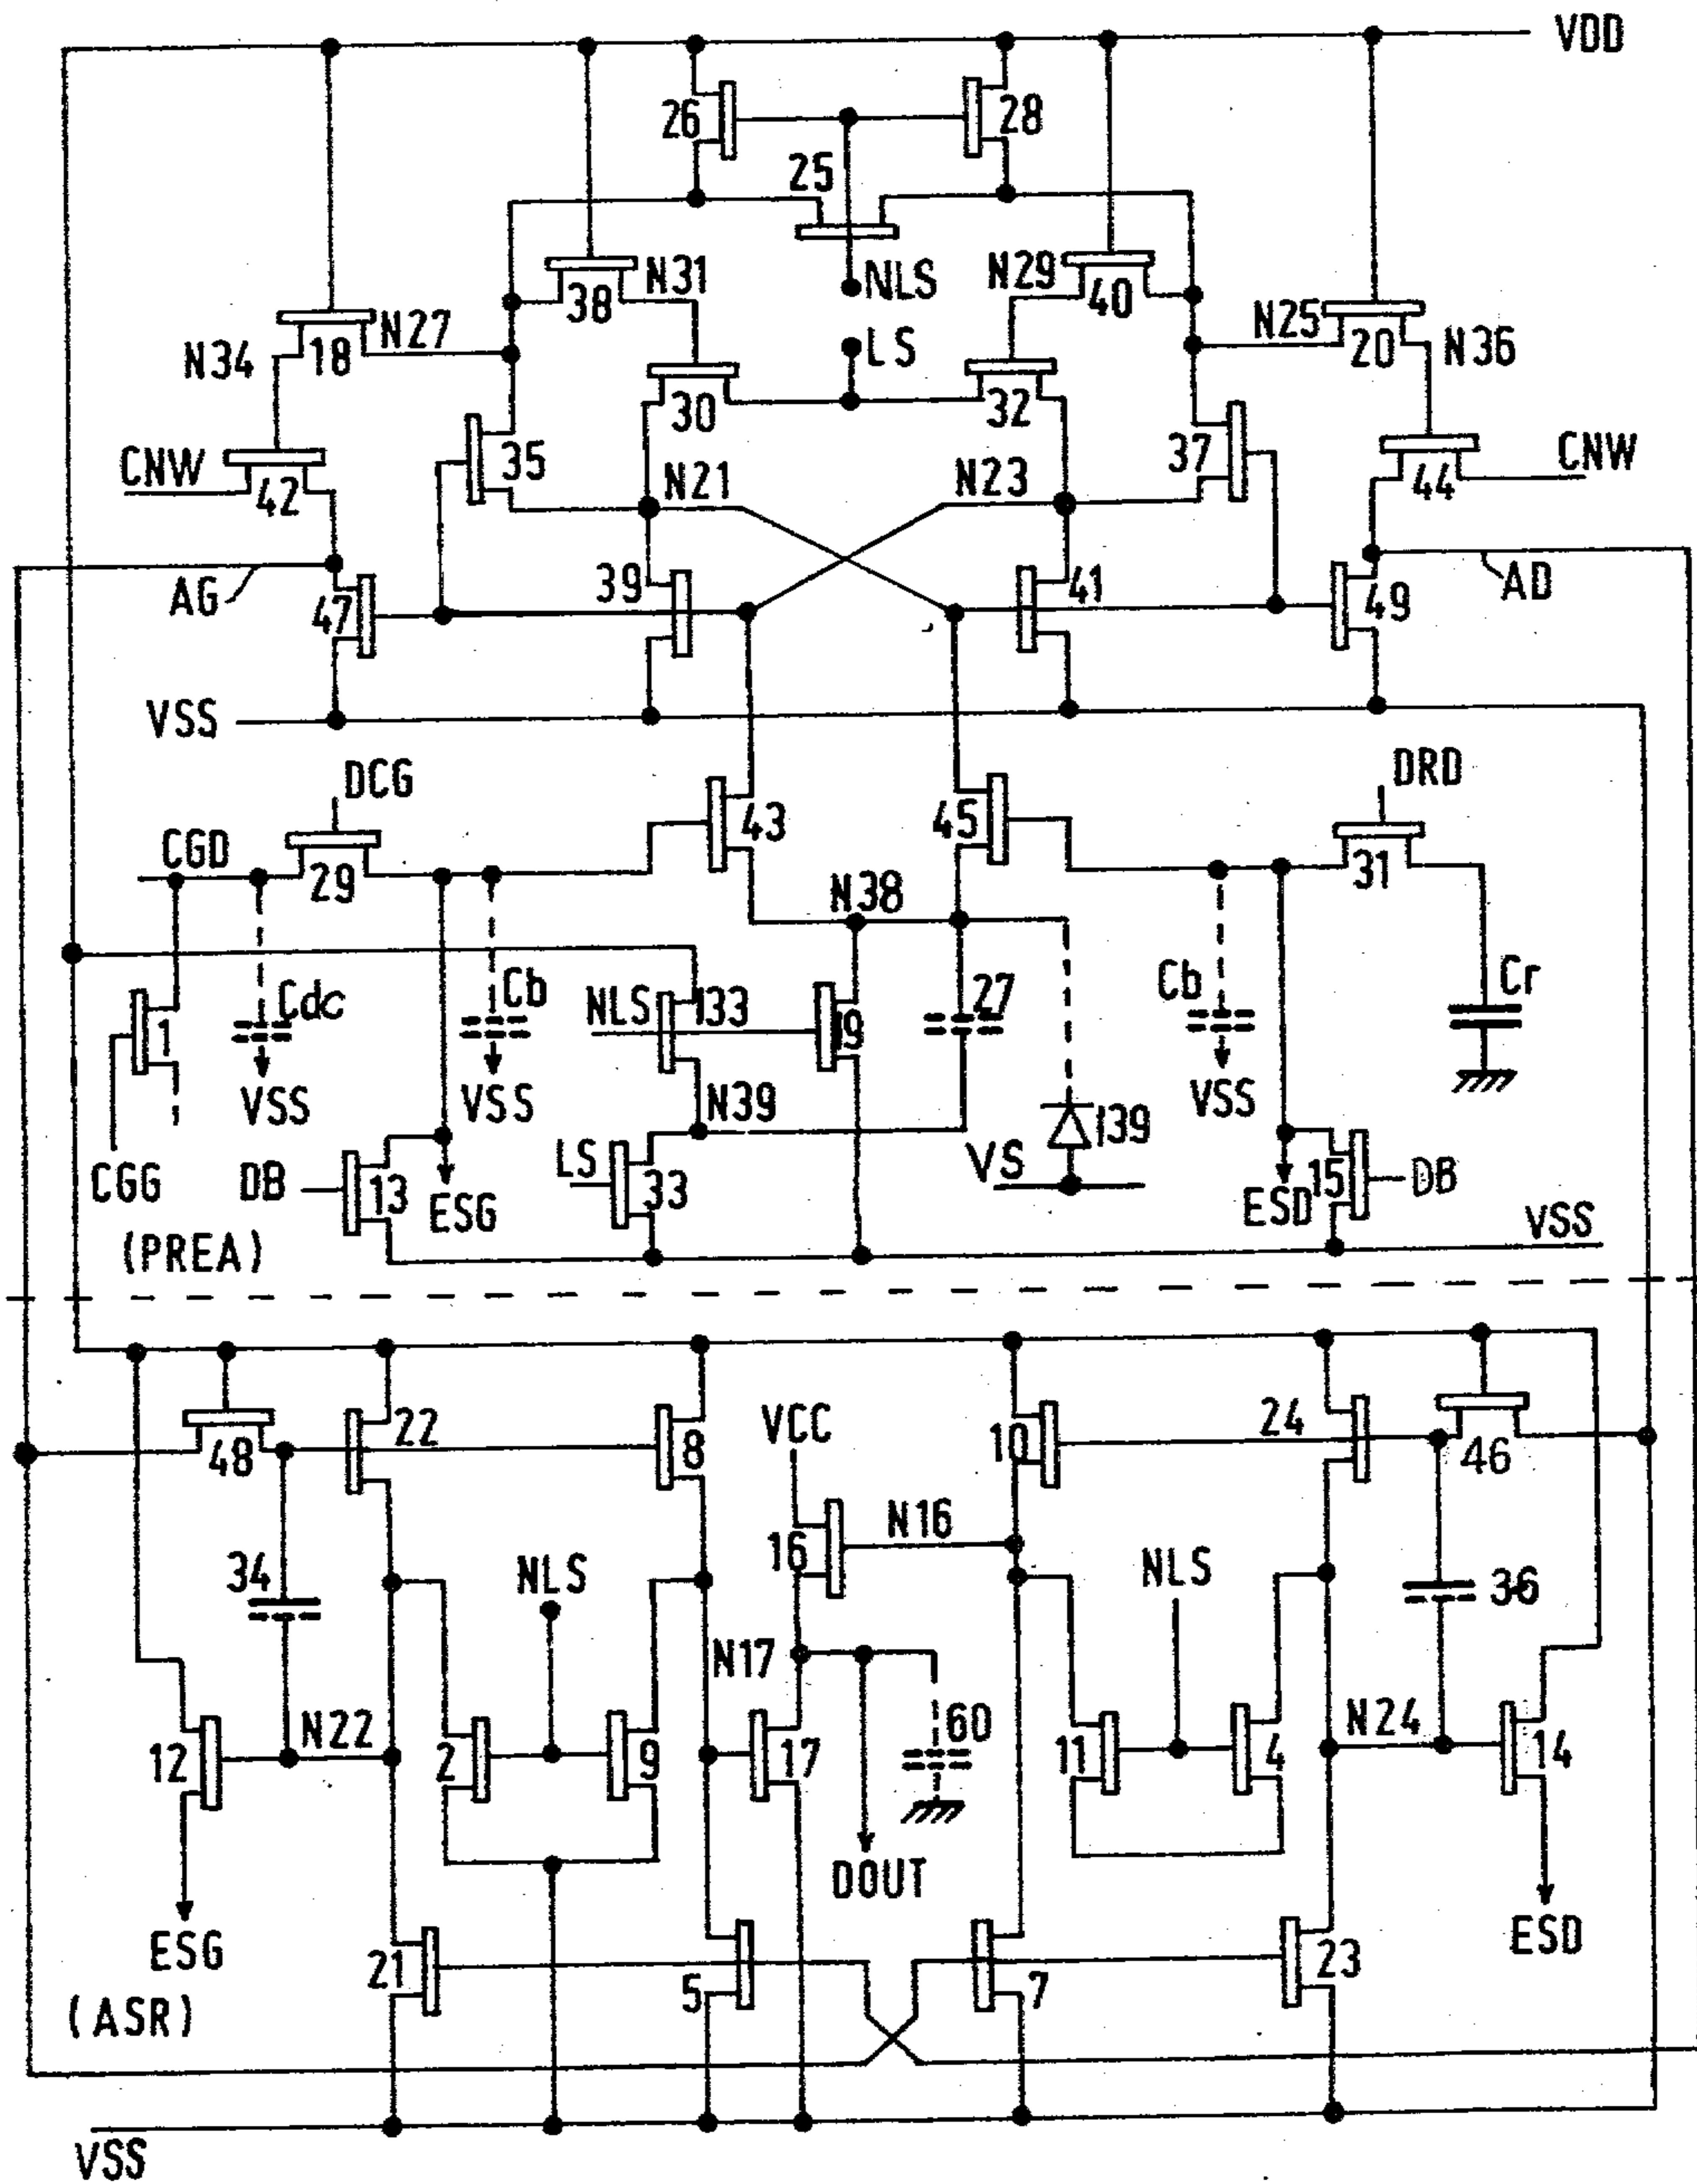 VDD
26
28
25
N31
N29
NLS
38
40
N27
N25
N34
18
20
N36
LS
30
32
CNW
35
37
CNW
42
N21
N23
44
39
41
AG
47
49
AD
VSS
DCG
DRD
CGD
43
45
29
31
N38
Cdc
Cb
NLS
133
19
27
Cb
Cr
1
VSS
VSS
N39
VSS
139
LS
VS
CGG
DB
13
ESG
33
ESD
15
DB
(PREA)
VSS
22
VCC
24
48
8
10
46
N16
16
34
NLS
NLS
36
N17
60
N22
N24
12
2
9
17
11
4
14
DOUT
ESG
ESD
21
5
7
23
(ASR)
VSS